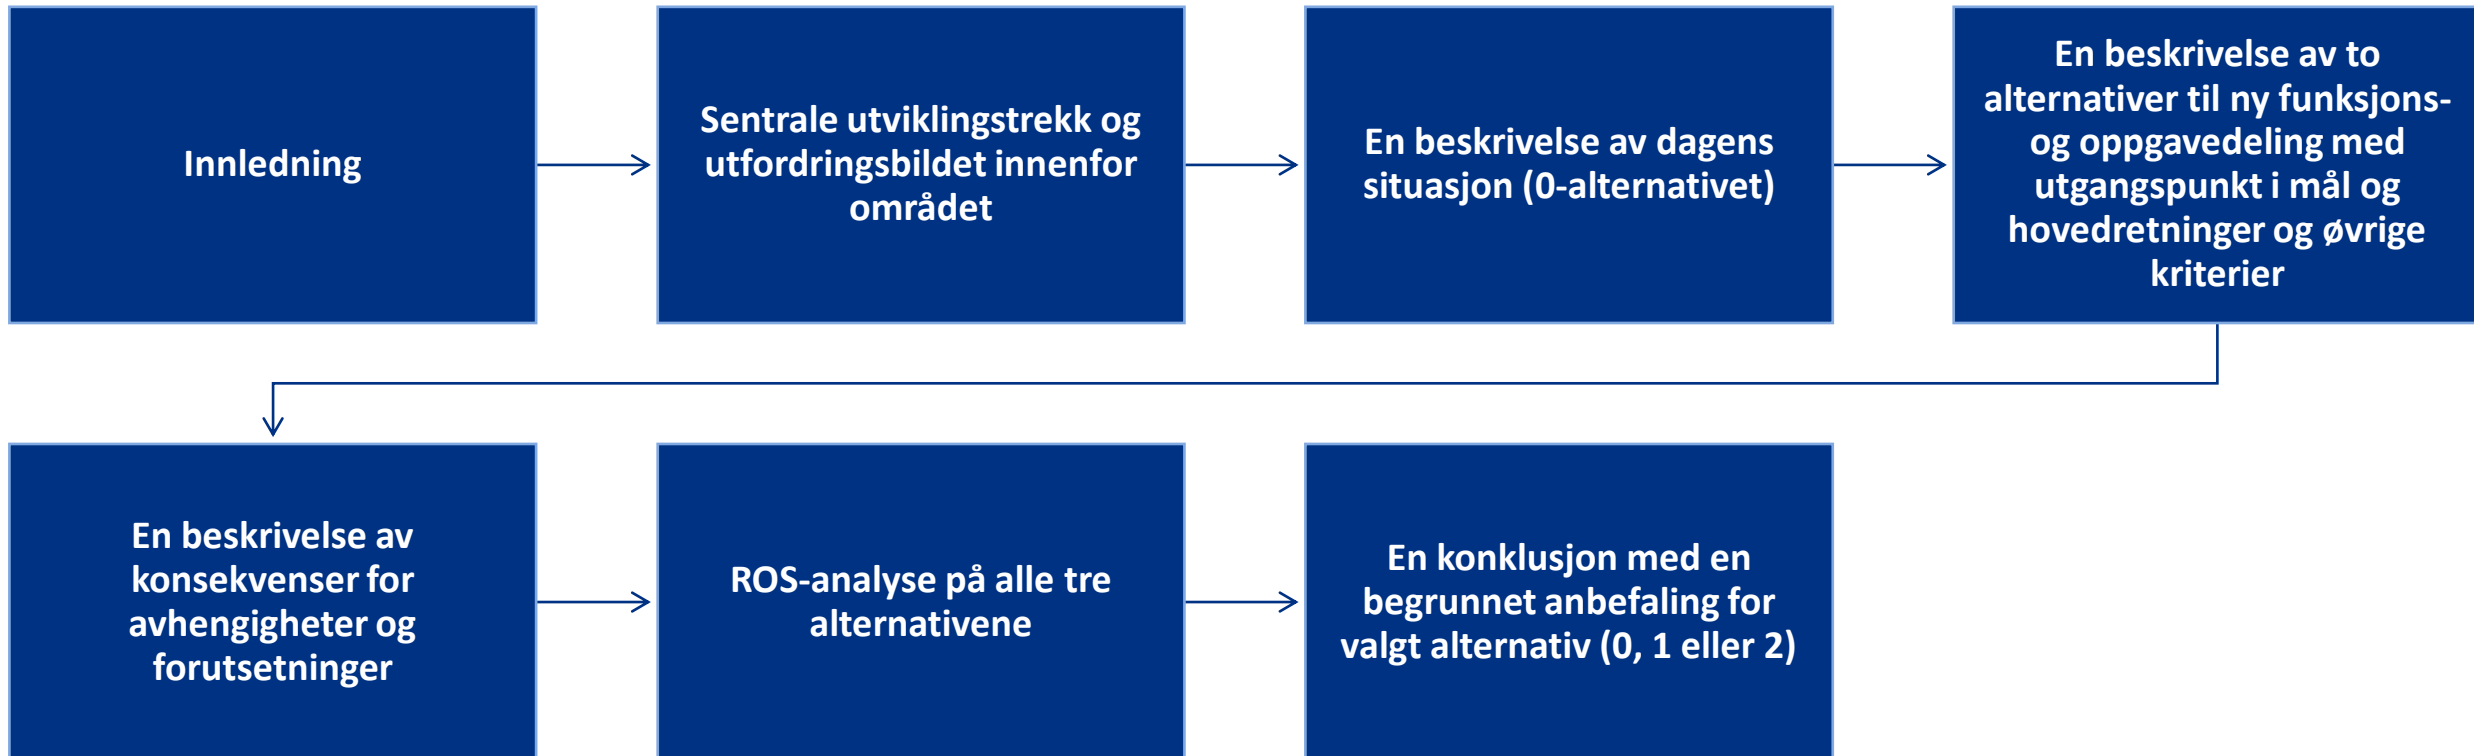 Innledning
Sentrale utviklingstrekk og
utfordringsbildet innenfor
området
En beskrivelse av dagens
situasjon (0-alternativet)
En beskrivelse av to
alternativer til ny funksjons-
og oppgavedeling med
utgangspunkt i mål og
hovedretninger og øvrige
kriterier
En beskrivelse av
konsekvenser for
avhengigheter og
forutsetninger
ROS-analyse på alle tre
alternativene
En konklusjon med en
begrunnet anbefaling for
valgt alternativ (0, 1 eller 2)